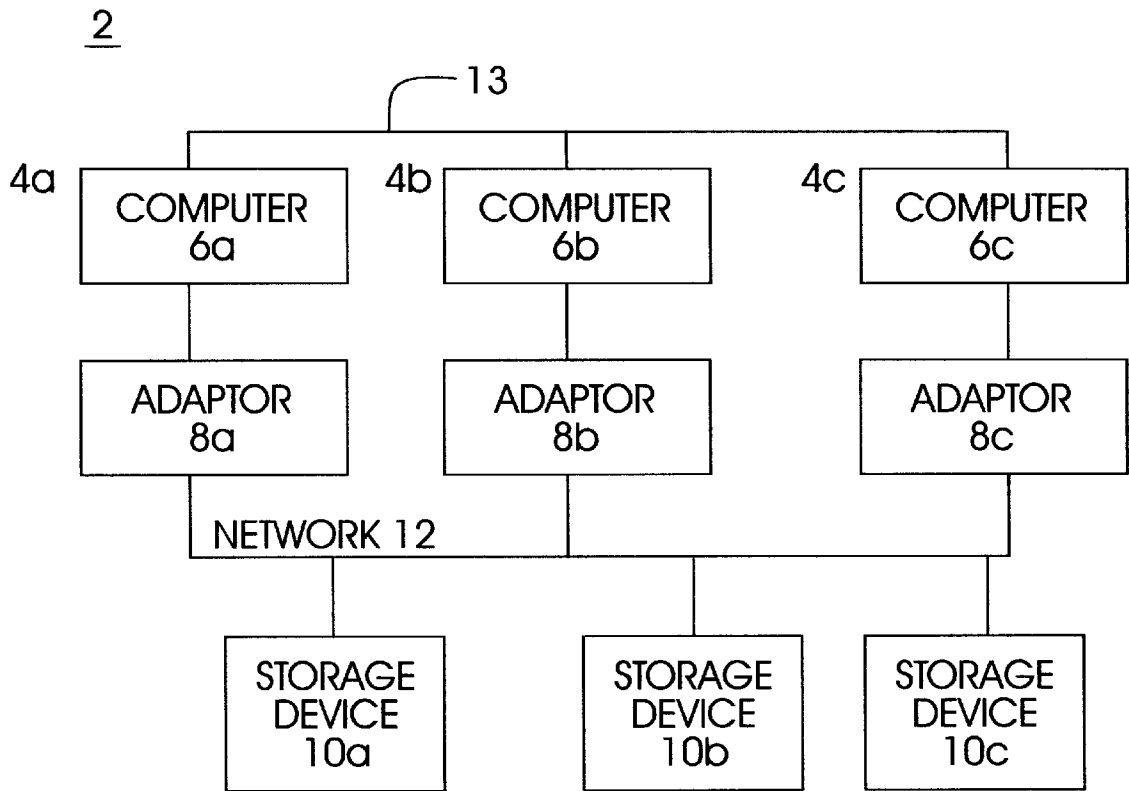 2
13
4a
COMPUTER
6a
4b
COMPUTER
6b
4c
COMPUTER
6c
ADAPTOR
8a
ADAPTOR
8b
ADAPTOR
8c
NETWORK 12
STORAGE
DEVICE
10a
STORAGE
DEVICE
10b
STORAGE
DEVICE
10c